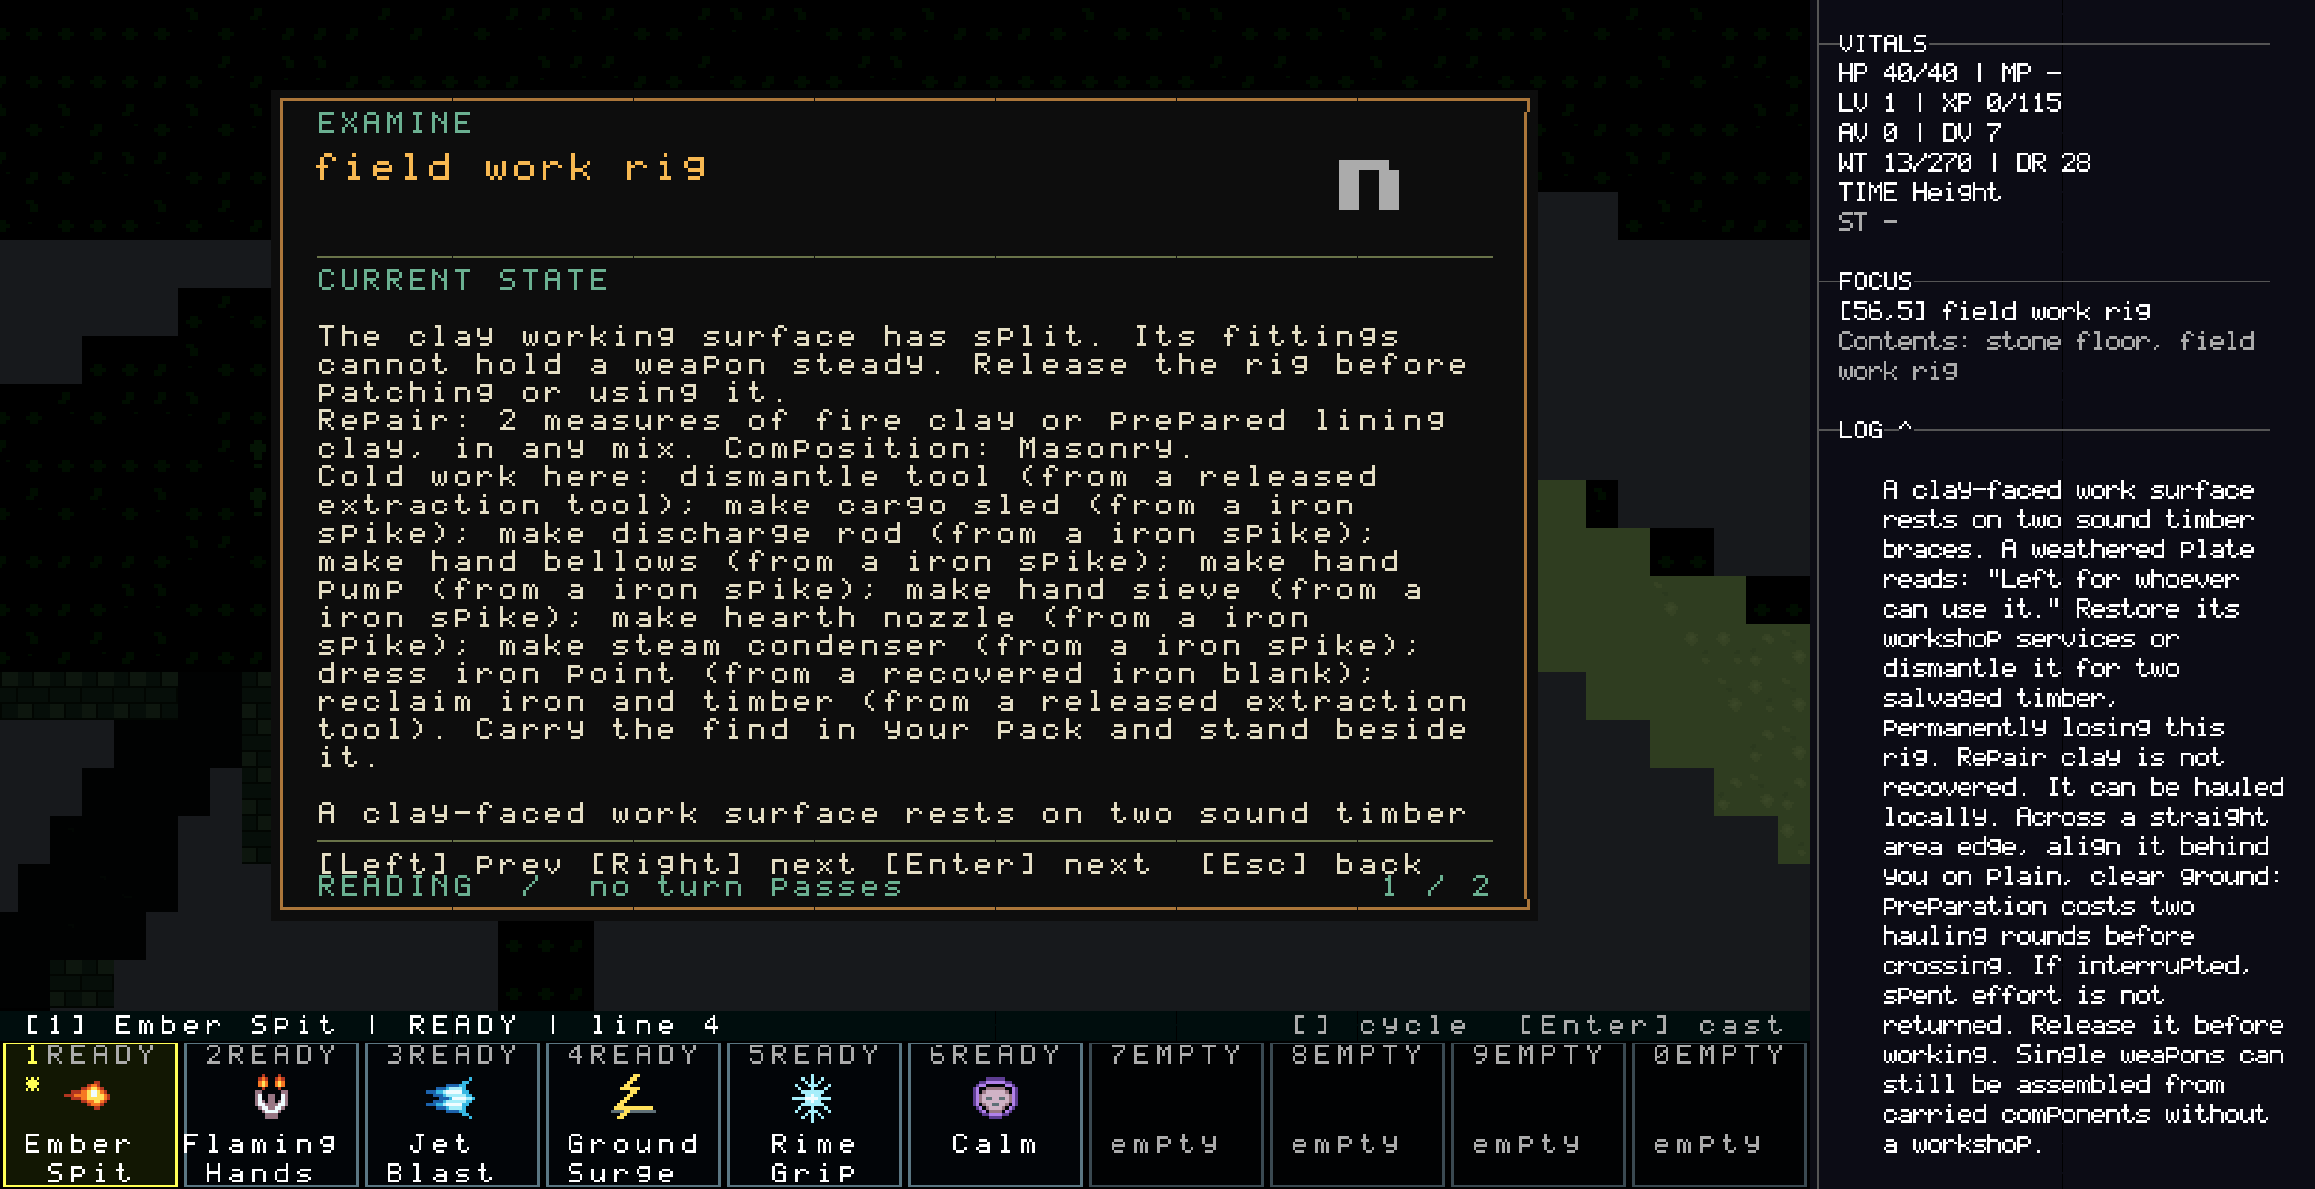 EXAMINE
field work rig
CURRENT STATE
The clay working surface has split. Its fittings
cannot hold a weapon steady. Release the rig before
patching or using it.
Repair: 2 measures of fire clay or prepared lining
clay, in any mix. Composition: Masonry.
Cold work here: dismantle tool (from a released
extraction tool); make cargo sled (from a iron
spike); make discharge rod (from a iron spike);
make hand bellows (from a iron spike); make hand
pump (from a iron spike); make hand sieve (from a
iron spike); make hearth nozzle (from a iron
spike); make steam condenser (from a iron spike);
dress iron point (from a recovered iron blank);
reclaim iron and timber (from a released extraction
tool). Carry the find in your pack and stand beside
it.
A clay-faced work surface rests on two sound timber
[Left] prev [Right] next [Enter] next [Esc] back
READING / no turn passes 1 / 2
[1] Ember Spit | READY | line 4 [] cycle [Enter] cast
1READY 2READY 3READY 4READY 5READY 6READY 7EMPTY 8EMPTY 9EMPTY 0EMPTY
Ember Flaming Jet Ground Rime Calm empty empty empty empty
Spit Hands Blast Surge Grip
VITALS
HP 40/40 | MP -
LV 1 | XP 0/115
AV 0 | DV 7
WT 13/270 | DR 28
TIME Height
ST -
FOCUS
[56,5] field work rig
Contents: stone floor, field
work rig
LOG ^
A clay-faced work surface
rests on two sound timber
braces. A weathered plate
reads: "Left for whoever
can use it." Restore its
workshop services or
dismantle it for two
salvaged timber,
permanently losing this
rig. Repair clay is not
recovered. It can be hauled
locally. Across a straight
area edge, align it behind
you on plain, clear ground:
preparation costs two
hauling rounds before
crossing. If interrupted,
spent effort is not
returned. Release it before
working. Single weapons can
still be assembled from
carried components without
a workshop.